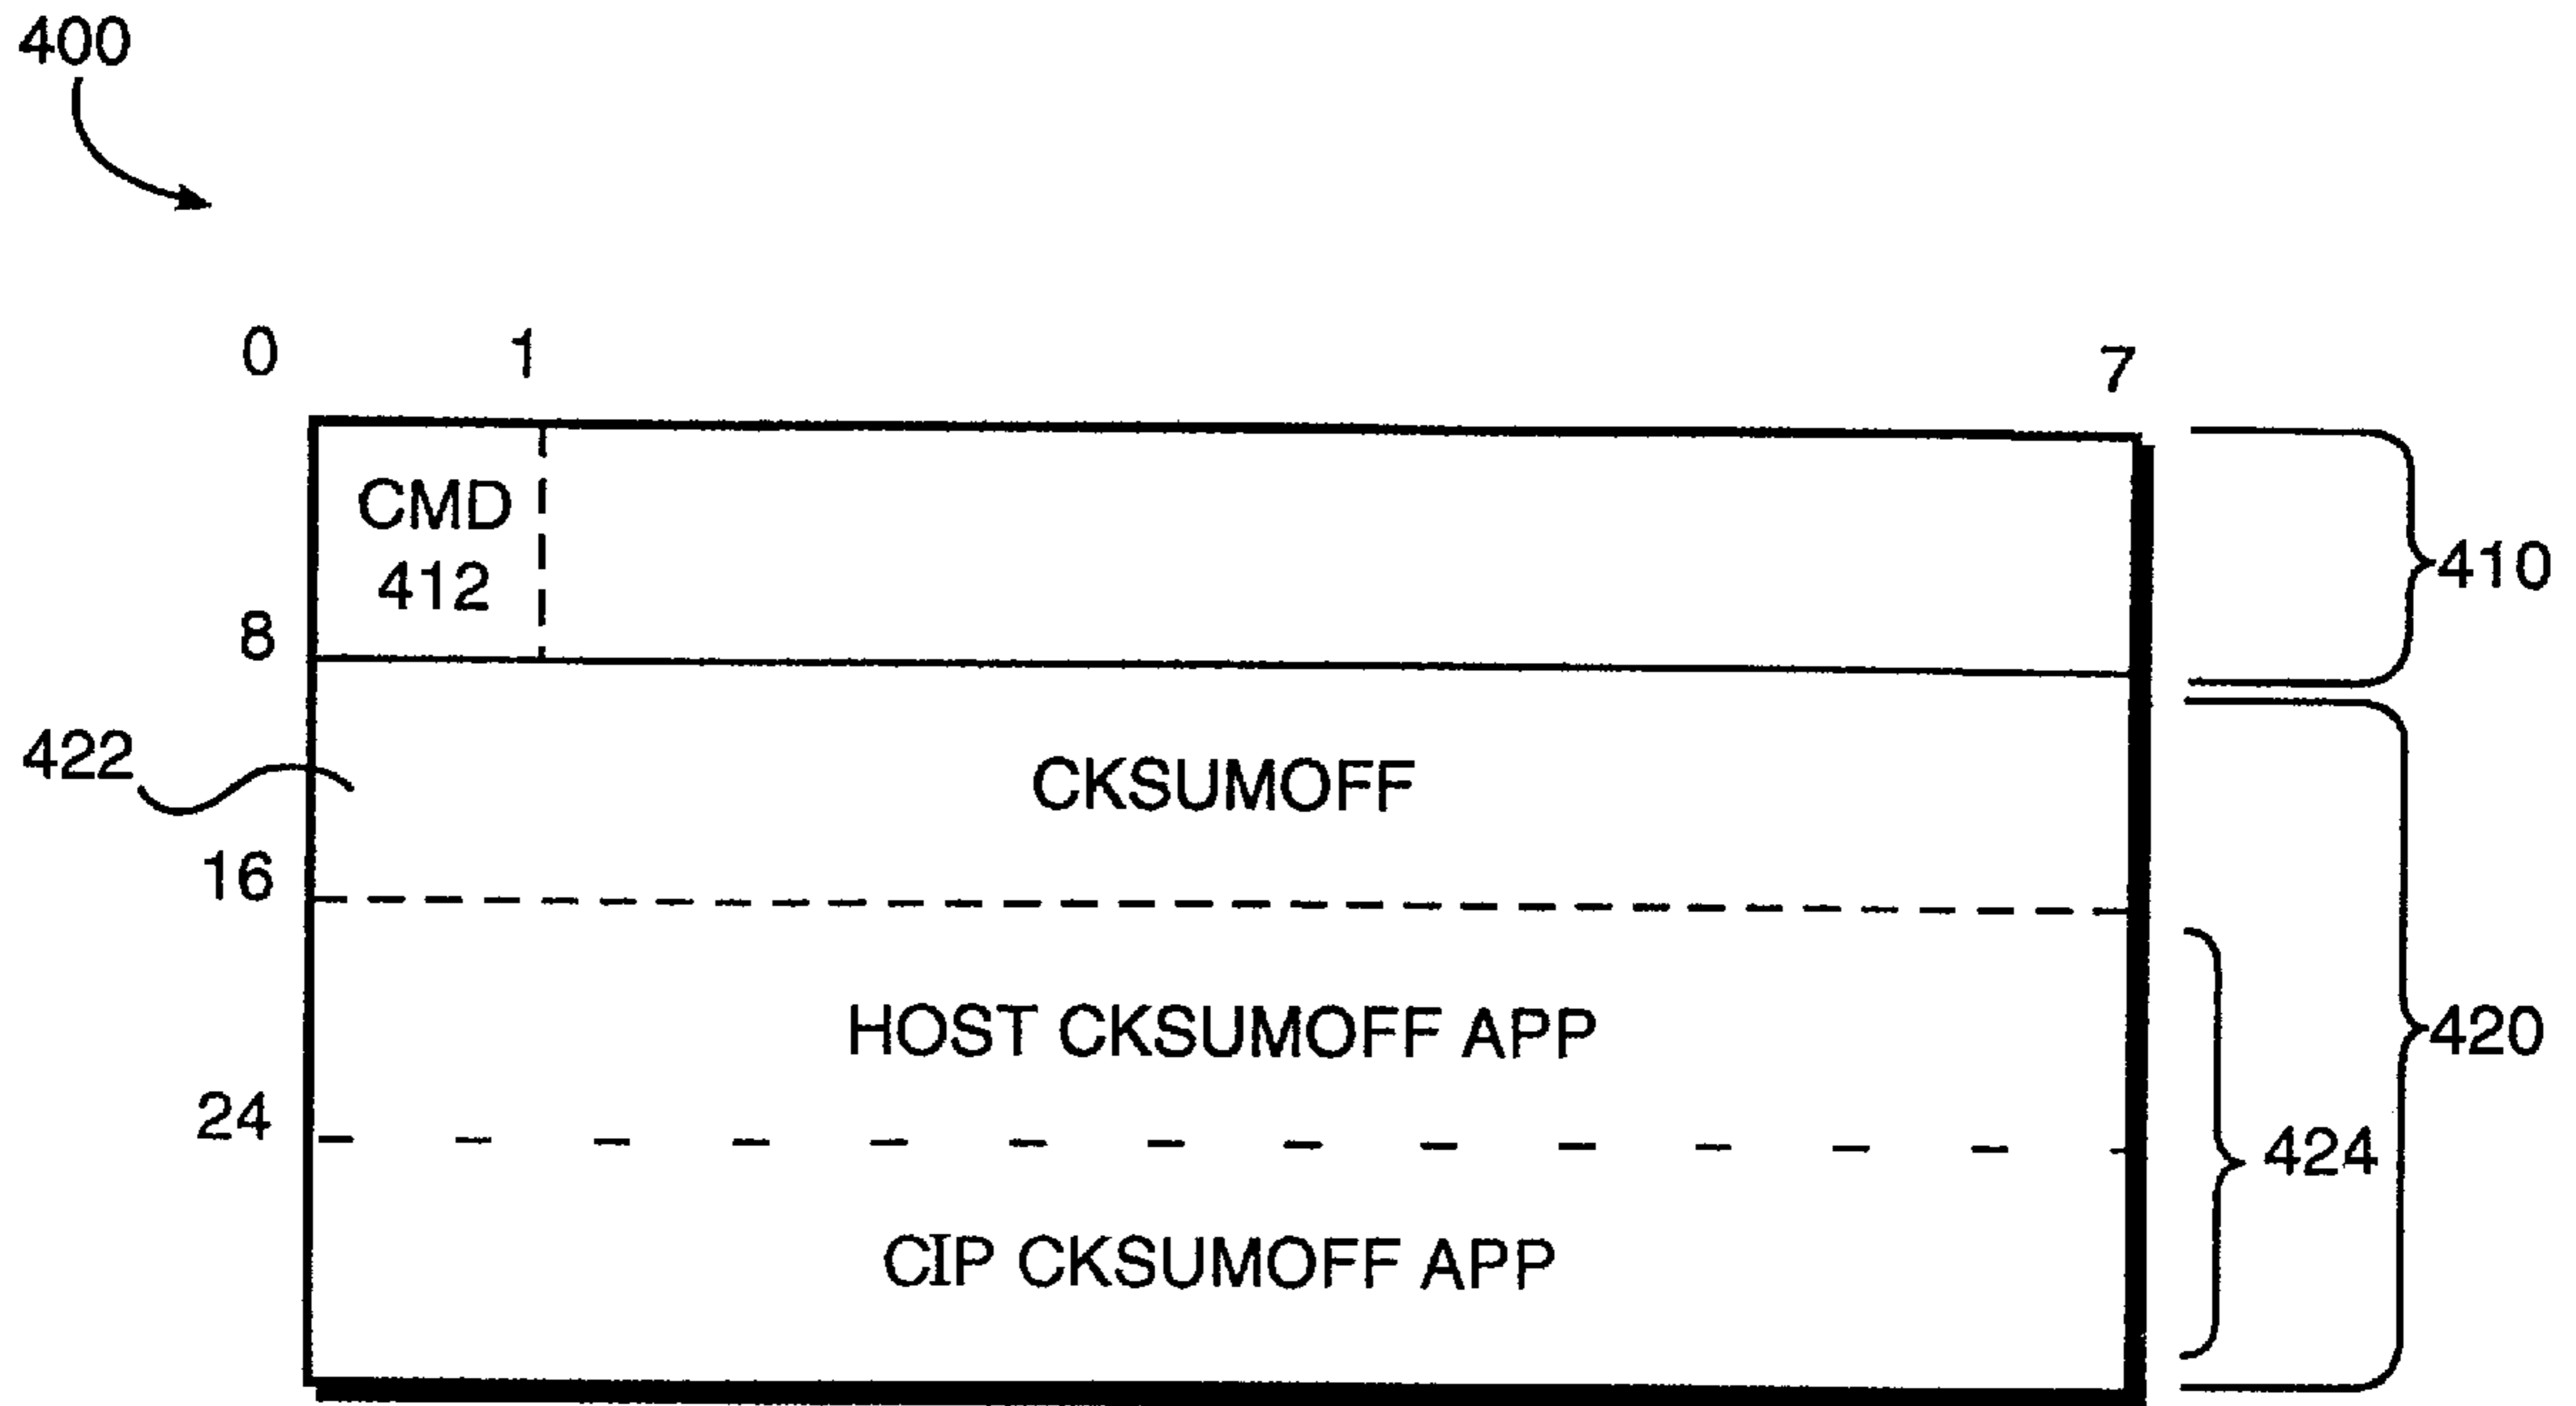 400
0 1 7
CMD
412
410
8
422
CKSUMOFF
16
HOST CKSUMOFF APP
420
24
424
CIP CKSUMOFF APP